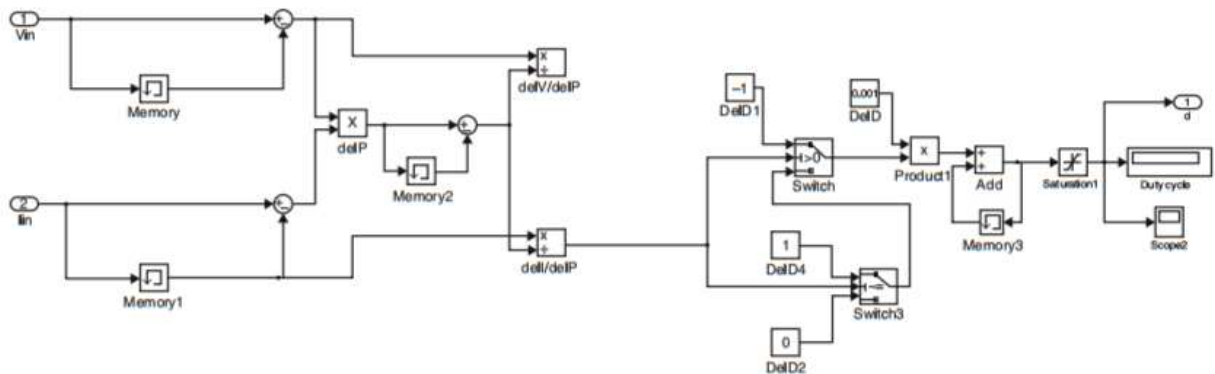 1
Vin
Memory
X
delP
Memory2
x
÷
delV/delP
2
Iin
Memory1
x
÷
delI/delP
−1
DelD1
0.001
DelD
>0
Switch
x
Product1
+
+
Add
Memory3
Saturation1
1
d
Duty cycle
Scope2
1
DelD4
<=
Switch3
0
DelD2